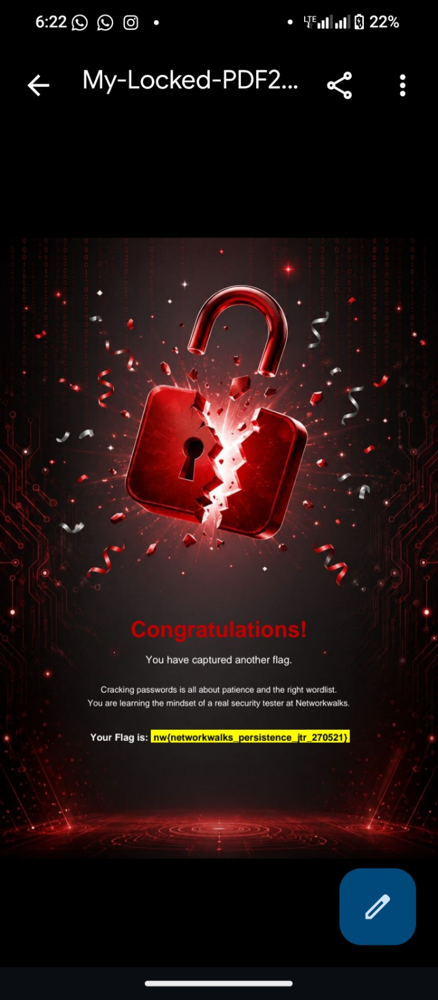 6:22
LTE
22%
My-Locked-PDF2...
Congratulations!
You have captured another flag.
Cracking passwords is all about patience and the right wordlist.
You are learning the mindset of a real security tester at Networkwalks.
Your Flag is: nw{networkwalks_persistence_jtr_270521}